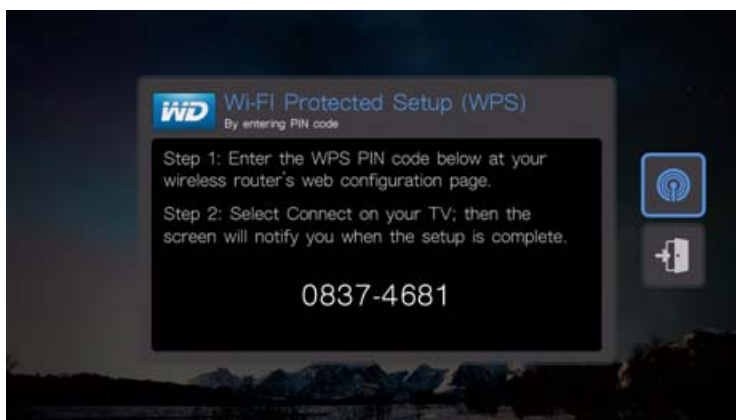 WD
Wi-FI Protected Setup (WPS)
By entering PIN code
Step 1: Enter the WPS PIN code below at your
wireless router's web configuration page.
Step 2: Select Connect on your TV; then the
screen will notify you when the setup is complete.
0837-4681